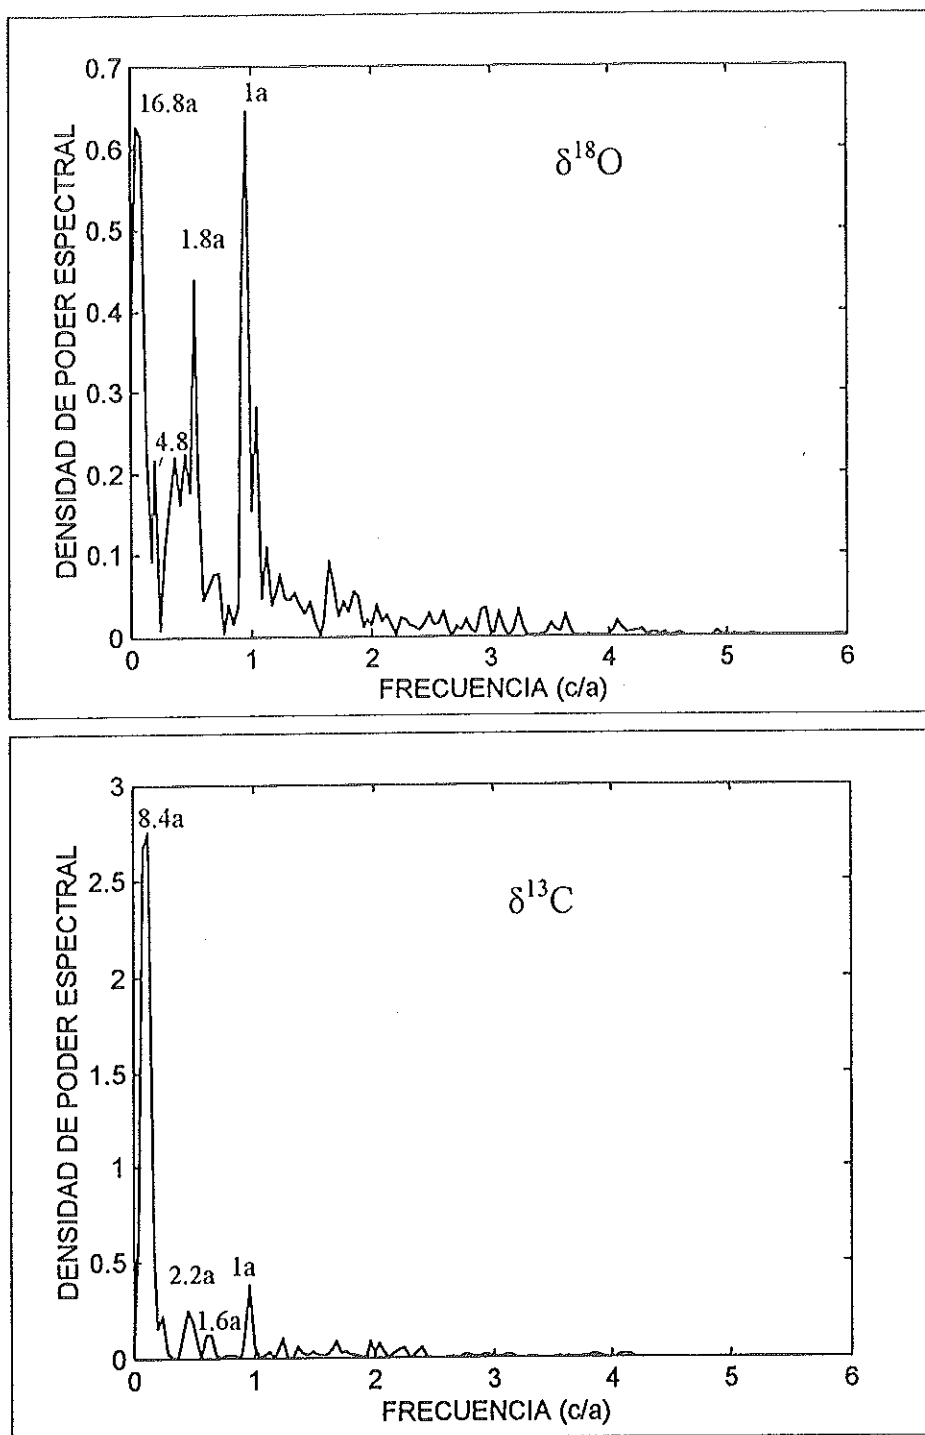 DENSIDAD DE PODER ESPECTRAL
0.7
0.6
0.5
0.4
0.3
0.2
0.1
0
16.8a
1a
1.8a
4.8
δ¹⁸O
0 1 2 3 4 5 6
FRECUENCIA (c/a)
DENSIDAD DE PODER ESPECTRAL
3
2.5
2
1.5
1
0.5
0
8.4a
2.2a
1.6a
1a
δ¹³C
0 1 2 3 4 5 6
FRECUENCIA (c/a)